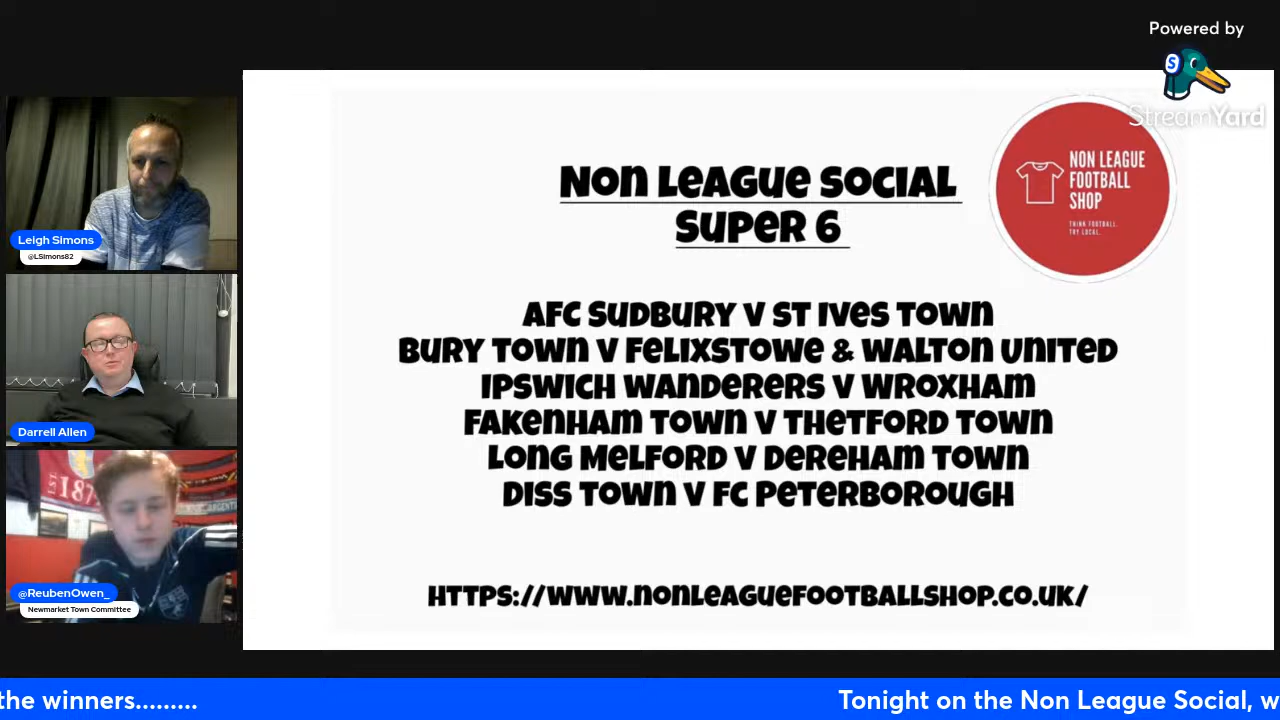 Powered by
StreamYard
NON LEAGUE
FOOTBALL
SHOP
THINK FOOTBALL.
TRY LOCAL.
Non League Social
Super 6
AFC Sudbury v St Ives Town
Bury Town v Felixstowe & Walton United
Ipswich Wanderers v Wroxham
Fakenham Town v Thetford Town
Long Melford v Dereham Town
Diss Town v FC Peterborough
https://www.nonleaguefootballshop.co.uk/
Leigh Simons
@LSimons82
Darrell Allen
187
@ReubenOwen_
Newmarket Town Committee
the winners......... Tonight on the Non League Social, w